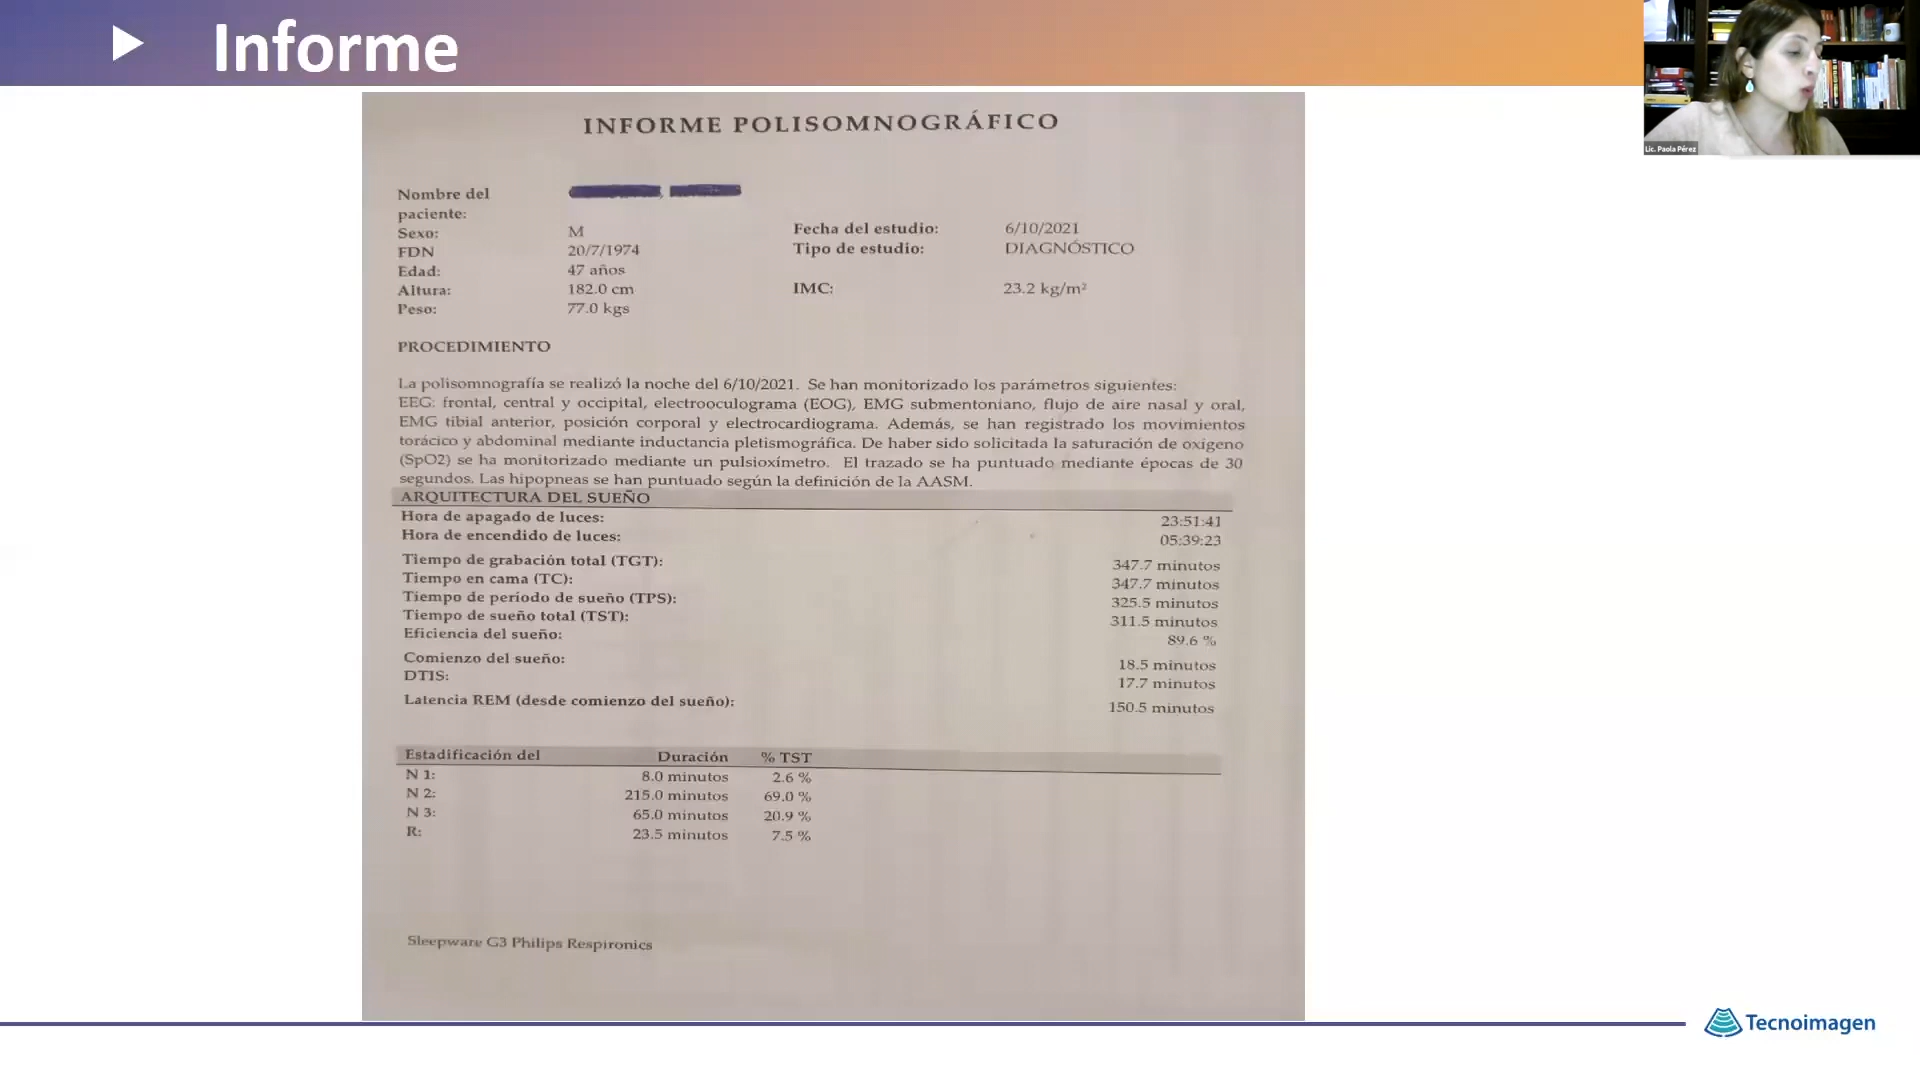 Informe
Lic. Paola Pérez
INFORME POLISOMNOGRÁFICO
Nombre del
paciente:
Sexo: M Fecha del estudio: 6/10/2021
FDN 20/7/1974 Tipo de estudio: DIAGNÓSTICO
Edad: 47 años
Altura: 182.0 cm IMC: 23.2 kg/m²
Peso: 77.0 kgs
PROCEDIMIENTO
La polisomnografía se realizó la noche del 6/10/2021. Se han monitorizado los parámetros siguientes:
EEG: frontal, central y occipital, electrooculograma (EOG), EMG submentoniano, flujo de aire nasal y oral,
EMG tibial anterior, posición corporal y electrocardiograma. Además, se han registrado los movimientos
torácico y abdominal mediante inductancia pletismográfica. De haber sido solicitada la saturación de oxígeno
(SpO2) se ha monitorizado mediante un pulsioxímetro. El trazado se ha puntuado mediante épocas de 30
segundos. Las hipopneas se han puntuado según la definición de la AASM.
ARQUITECTURA DEL SUEÑO
Hora de apagado de luces: 23:51:41
Hora de encendido de luces: 05:39:23
Tiempo de grabación total (TGT): 347.7 minutos
Tiempo en cama (TC): 347.7 minutos
Tiempo de período de sueño (TPS): 325.5 minutos
Tiempo de sueño total (TST): 311.5 minutos
Eficiencia del sueño: 89.6 %
Comienzo del sueño: 18.5 minutos
DTIS: 17.7 minutos
Latencia REM (desde comienzo del sueño): 150.5 minutos
Estadificación del Duración % TST
N 1: 8.0 minutos 2.6 %
N 2: 215.0 minutos 69.0 %
N 3: 65.0 minutos 20.9 %
R: 23.5 minutos 7.5 %
Sleepware G3 Philips Respironics
Tecnoimagen